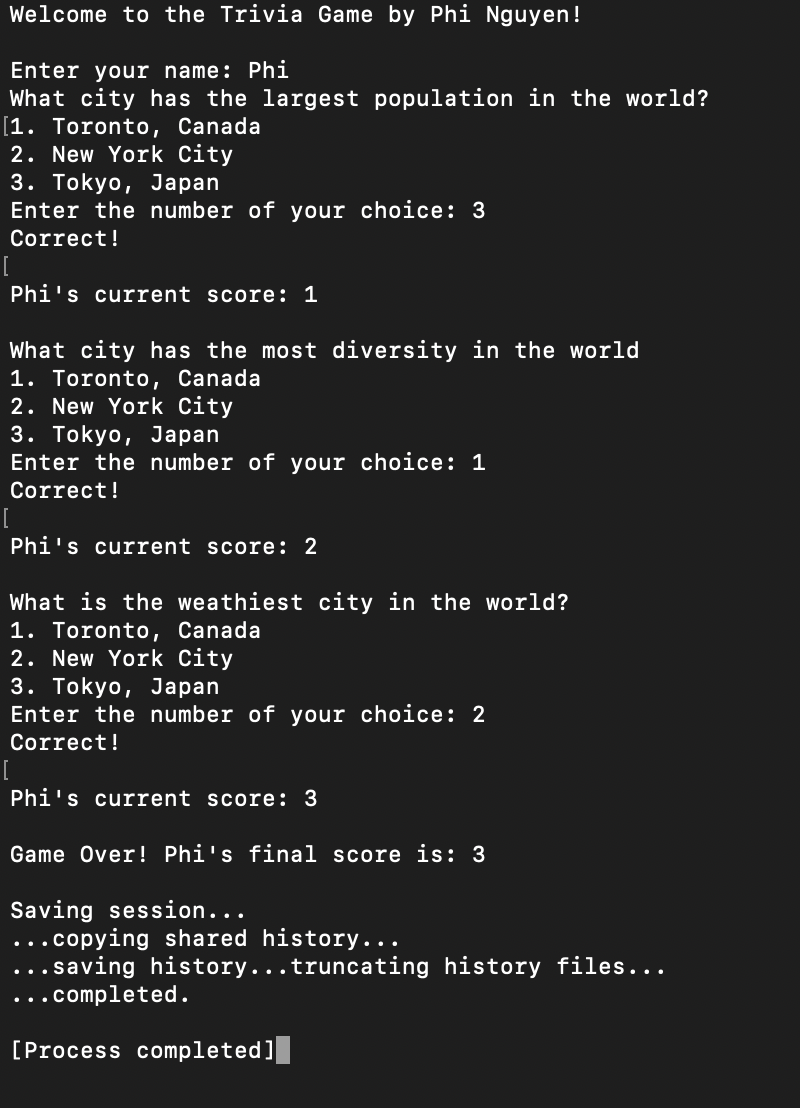 Welcome to the Trivia Game by Phi Nguyen!
Enter your name: Phi
What city has the largest population in the world?
[1. Toronto, Canada
2. New York City
3. Tokyo, Japan
Enter the number of your choice: 3
Correct!
[
Phi's current score: 1
What city has the most diversity in the world
1. Toronto, Canada
2. New York City
3. Tokyo, Japan
Enter the number of your choice: 1
Correct!
[
Phi's current score: 2
What is the weathiest city in the world?
1. Toronto, Canada
2. New York City
3. Tokyo, Japan
Enter the number of your choice: 2
Correct!
[
Phi's current score: 3
Game Over! Phi's final score is: 3
Saving session...
...copying shared history...
...saving history...truncating history files...
...completed.
[Process completed]